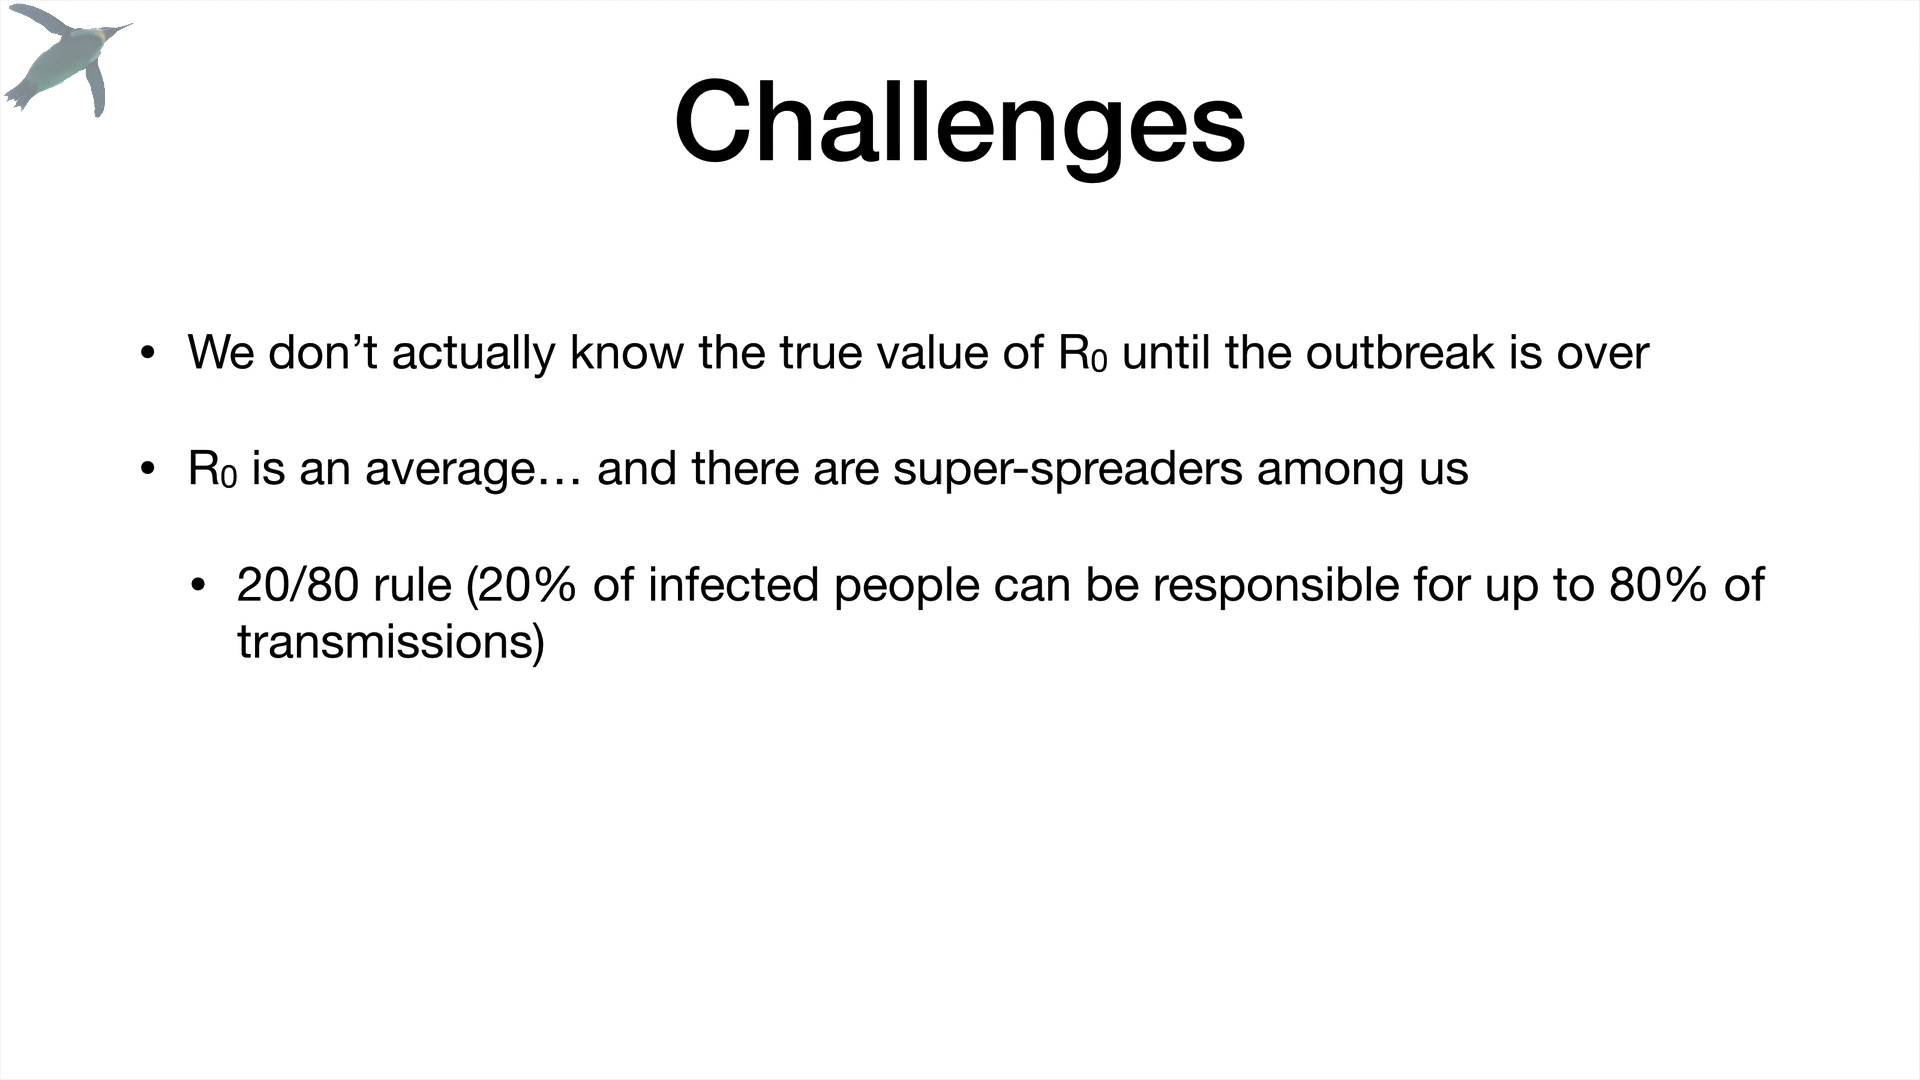 Challenges
• We don’t actually know the true value of R₀ until the outbreak is over
• R₀ is an average… and there are super-spreaders among us
• 20/80 rule (20% of infected people can be responsible for up to 80% of
transmissions)